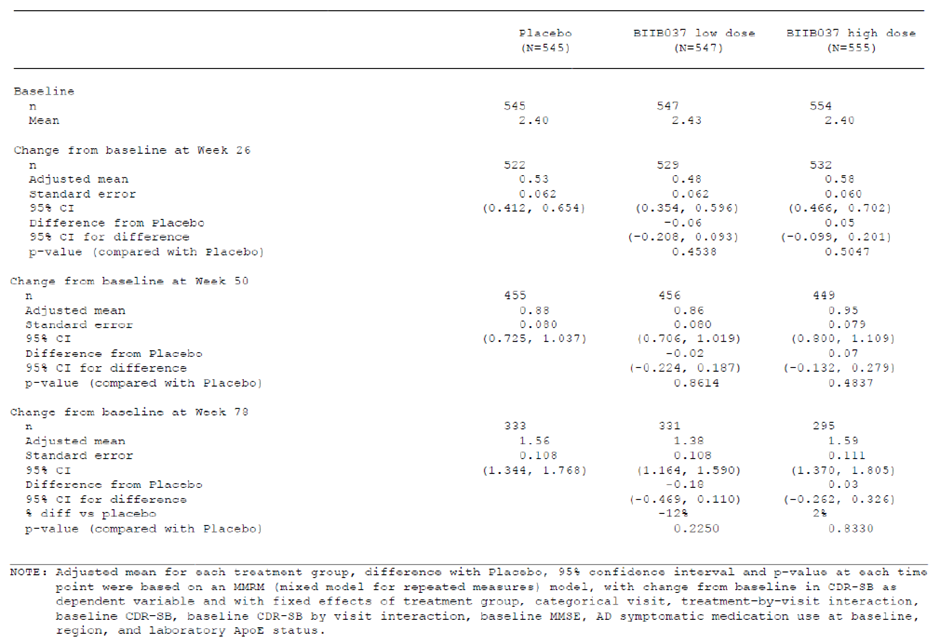 Placebo BIIB037 low dose BIIB037 high dose
(N=545) (N=547) (N=555)
Baseline
n 545 547 554
Mean 2.40 2.43 2.40
Change from baseline at Week 26
n 522 529 532
Adjusted mean 0.53 0.48 0.58
Standard error 0.062 0.062 0.060
95% CI (0.412, 0.654) (0.354, 0.596) (0.466, 0.702)
Difference from Placebo -0.06 0.05
95% CI for difference (-0.208, 0.093) (-0.099, 0.201)
p-value (compared with Placebo) 0.4538 0.5047
Change from baseline at Week 50
n 455 456 449
Adjusted mean 0.88 0.86 0.95
Standard error 0.080 0.080 0.079
95% CI (0.725, 1.037) (0.706, 1.019) (0.800, 1.109)
Difference from Placebo -0.02 0.07
95% CI for difference (-0.224, 0.187) (-0.132, 0.279)
p-value (compared with Placebo) 0.8614 0.4837
Change from baseline at Week 78
n 333 331 295
Adjusted mean 1.56 1.38 1.59
Standard error 0.108 0.108 0.111
95% CI (1.344, 1.768) (1.164, 1.590) (1.370, 1.805)
Difference from Placebo -0.18 0.03
95% CI for difference (-0.469, 0.110) (-0.262, 0.326)
% diff vs placebo -12% 2%
p-value (compared with Placebo) 0.2250 0.8330
NOTE: Adjusted mean for each treatment group, difference with Placebo, 95% confidence interval and p-value at each time
point were based on an MMRM (mixed model for repeated measures) model, with change from baseline in CDR-SB as
dependent variable and with fixed effects of treatment group, categorical visit, treatment-by-visit interaction,
baseline CDR-SB, baseline CDR-SB by visit interaction, baseline MMSE, AD symptomatic medication use at baseline,
region, and laboratory ApoE status.